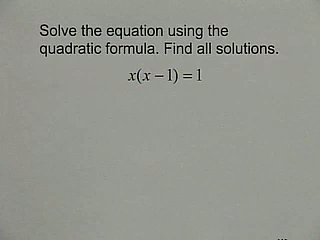 Solve the equation using the
quadratic formula. Find all solutions.
x(x − 1) = 1